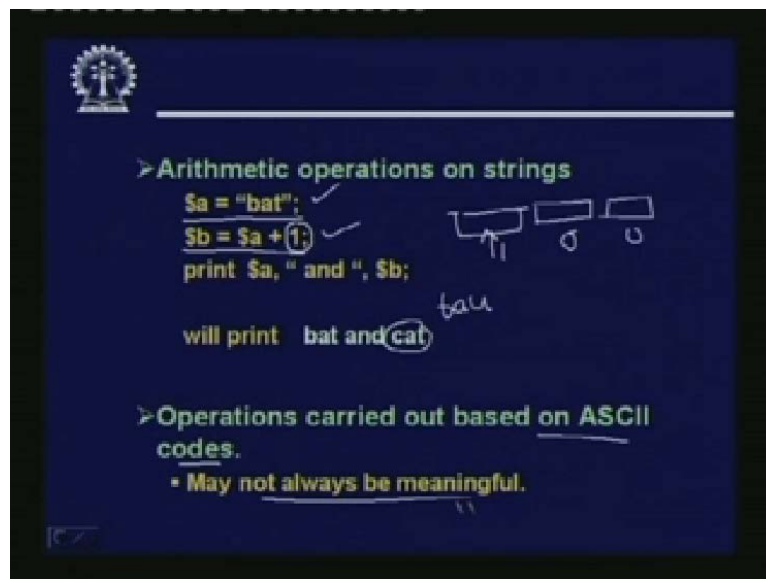 ➢Arithmetic operations on strings
$a = “bat”;
$b = $a + 1;
print $a, “ and “, $b;
bau
will print bat and cat
➢Operations carried out based on ASCII
codes.
▪ May not always be meaningful.